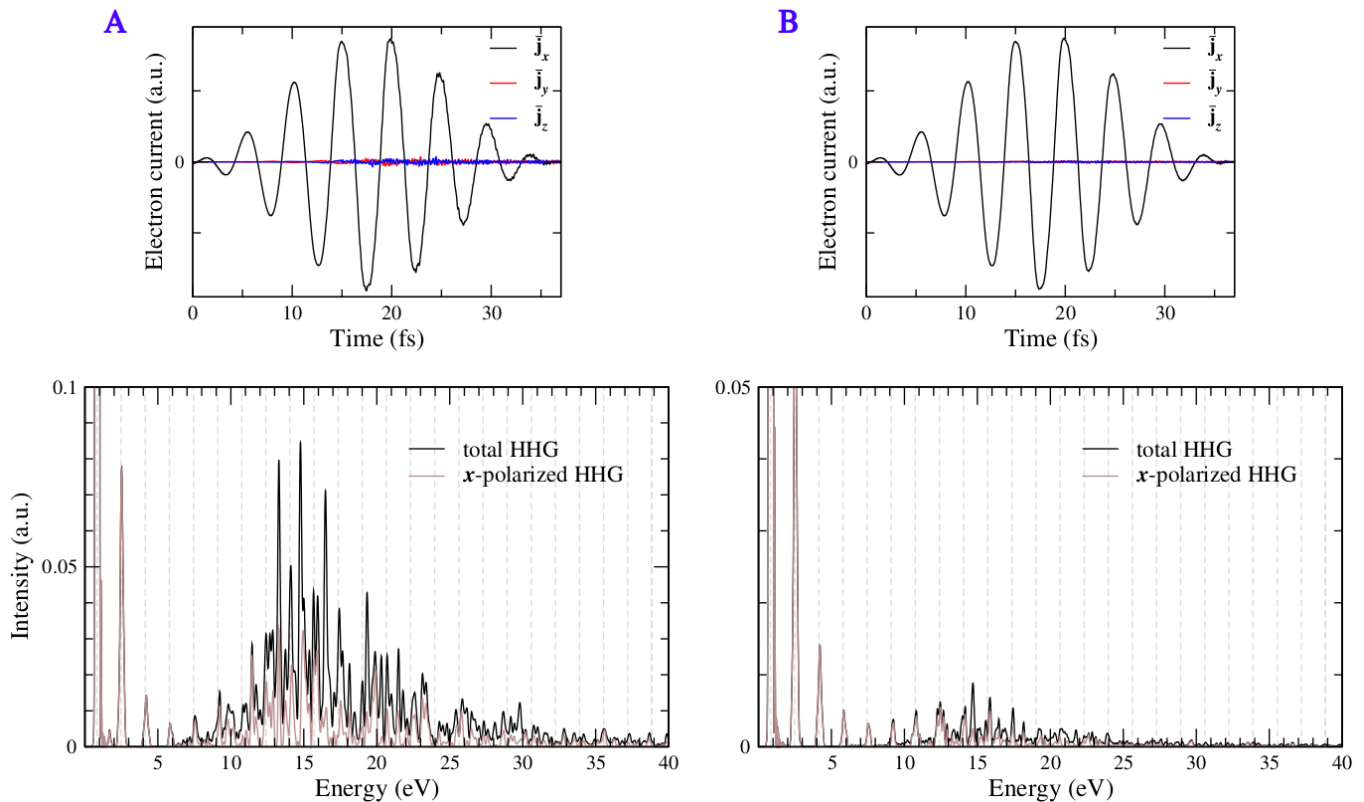 A
B
j̄x
j̄y
j̄z
Electron current (a.u.)
0
0 10 20 30
Time (fs)
j̄x
j̄y
j̄z
Electron current (a.u.)
0
0 10 20 30
Time (fs)
0.1
0.05
0
Intensity (a.u.)
total HHG
x-polarized HHG
5 10 15 20 25 30 35 40
Energy (eV)
0.05
0
total HHG
x-polarized HHG
5 10 15 20 25 30 35 40
Energy (eV)